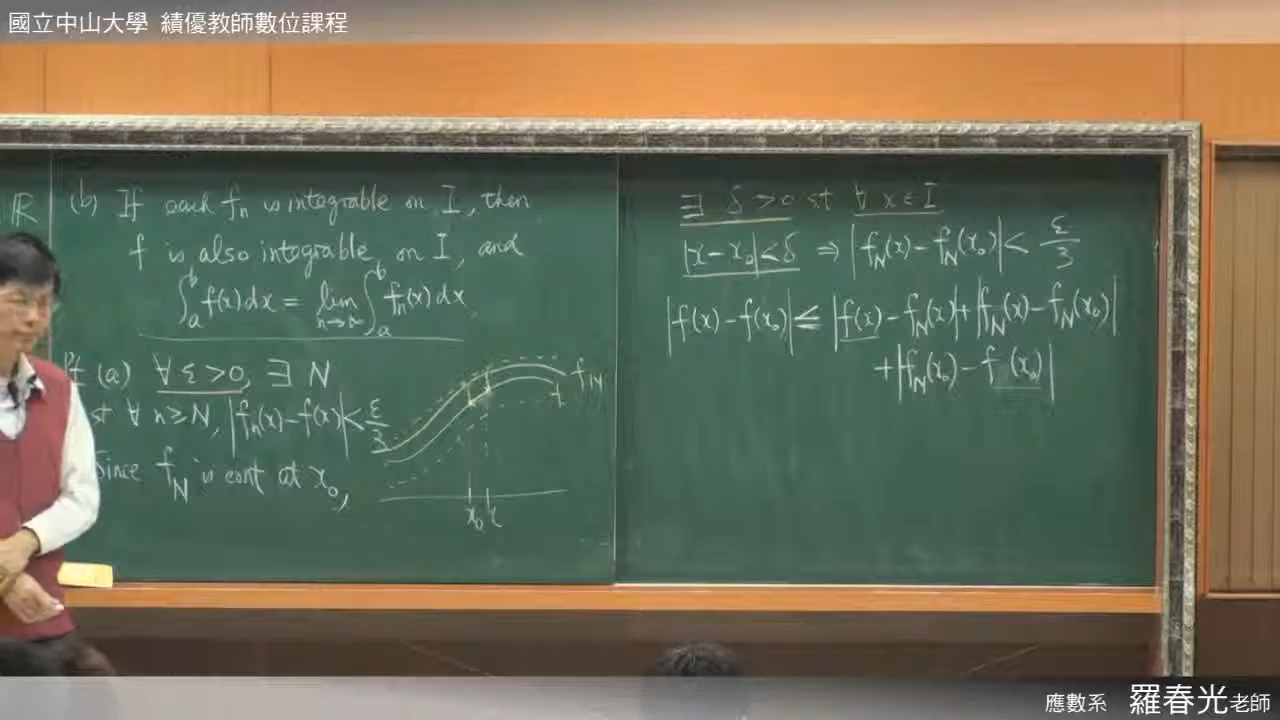 國立中山大學 績優教師數位課程
ℝ
(b) If each fₙ is integrable on I, then
f is also integrable on I, and
∫ₐᵇ f(x)dx = lim_{n→∞} ∫ₐᵇ fₙ(x)dx
Pf (a) ∀ε>0, ∃ N
st ∀ n≥N, |fₙ(x)-f(x)|<ε/3
Since f_N is cont at x₀,
f_N
f
x₀ x
∃ δ>0 st ∀ x∈I
|x-x₀|<δ ⇒ |f_N(x)-f_N(x₀)|<ε/3
|f(x)-f(x₀)| ≤ |f(x)-f_N(x)|+|f_N(x)-f_N(x₀)|
+|f_N(x₀)-f(x₀)|
應數系 羅春光老師